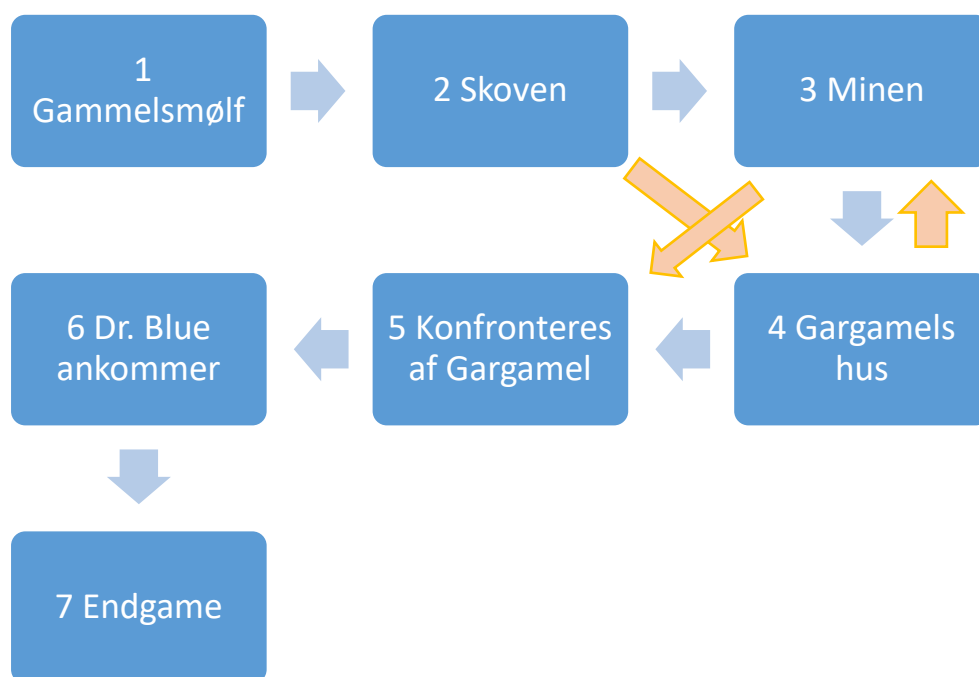 1
Gammelsmølf
2 Skoven
3 Minen
4 Gargamels
hus
5 Konfronteres
af Gargamel
6 Dr. Blue
ankommer
7 Endgame